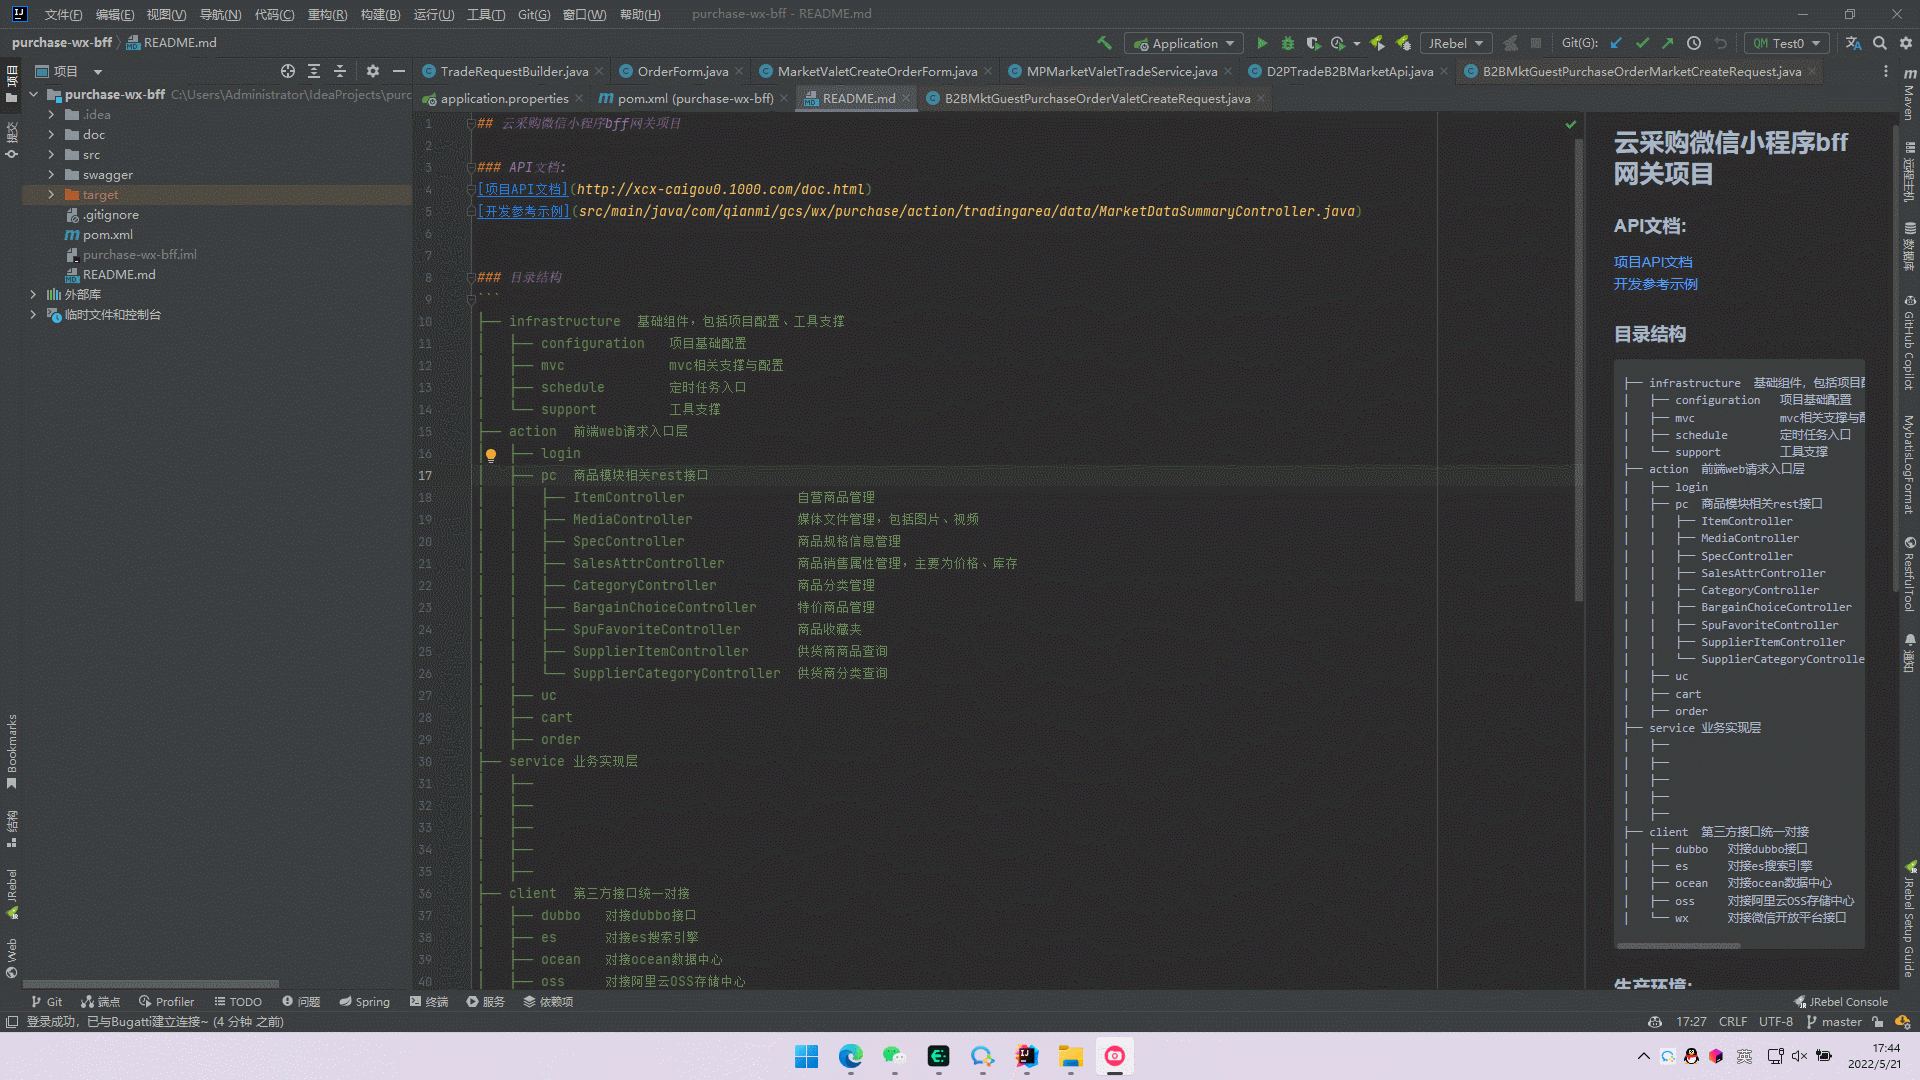 文件(F) 编辑(E) 视图(V) 导航(N) 代码(C) 重构(R) 构建(B) 运行(U) 工具(T) Git(G) 窗口(W) 帮助(H) purchase-wx-bff - README.md
purchase-wx-bff README.md Application JRebel Git(G): QM Test0
项目
提交
项目
TradeRequestBuilder.java OrderForm.java MarketValetCreateOrderForm.java MPMarketValetTradeService.java D2PTradeB2BMarketApi.java B2BMktGuestPurchaseOrderMarketCreateRequest.java
application.properties pom.xml (purchase-wx-bff) README.md B2BMktGuestPurchaseOrderValetCreateRequest.java
purchase-wx-bff C:\Users\Administrator\IdeaProjects\purc
.idea
doc
src
swagger
target
.gitignore
pom.xml
purchase-wx-bff.iml
README.md
外部库
临时文件和控制台
1 ## 云采购微信小程序bff网关项目
2
3 ### API文档:
4 [项目API文档](http://xcx-caigou0.1000.com/doc.html)
5 [开发参考示例](src/main/java/com/qianmi/gcs/wx/purchase/action/tradingarea/data/MarketDataSummaryController.java)
6
7
8 ### 目录结构
9 ```
10 ├── infrastructure 基础组件，包括项目配置、工具支撑
11 │   ├── configuration 项目基础配置
12 │   ├── mvc mvc相关支撑与配置
13 │   ├── schedule 定时任务入口
14 │   └── support 工具支撑
15 ├── action 前端web请求入口层
16 │   ├── login
17 │   ├── pc 商品模块相关rest接口
18 │   │   ├── ItemController 自营商品管理
19 │   │   ├── MediaController 媒体文件管理，包括图片、视频
20 │   │   ├── SpecController 商品规格信息管理
21 │   │   ├── SalesAttrController 商品销售属性管理，主要为价格、库存
22 │   │   ├── CategoryController 商品分类管理
23 │   │   ├── BargainChoiceController 特价商品管理
24 │   │   ├── SpuFavoriteController 商品收藏夹
25 │   │   ├── SupplierItemController 供货商商品查询
26 │   │   └── SupplierCategoryController 供货商分类查询
27 │   ├── uc
28 │   ├── cart
29 │   ├── order
30 ├── service 业务实现层
31 │   ├──
32 │   ├──
33 │   ├──
34 │   ├──
35 │   ├──
36 ├── client 第三方接口统一对接
37 │   ├── dubbo 对接dubbo接口
38 │   ├── es 对接es搜索引擎
39 │   ├── ocean 对接ocean数据中心
40 │   ├── oss 对接阿里云OSS存储中心
云采购微信小程序bff
网关项目
API文档:
项目API文档
开发参考示例
目录结构
├── infrastructure 基础组件，包括项目配
│   ├── configuration 项目基础配置
│   ├── mvc mvc相关支撑与配
│   ├── schedule 定时任务入口
│   └── support 工具支撑
├── action 前端web请求入口层
│   ├── login
│   ├── pc 商品模块相关rest接口
│   │   ├── ItemController
│   │   ├── MediaController
│   │   ├── SpecController
│   │   ├── SalesAttrController
│   │   ├── CategoryController
│   │   ├── BargainChoiceController
│   │   ├── SpuFavoriteController
│   │   ├── SupplierItemController
│   │   └── SupplierCategoryControlle
│   ├── uc
│   ├── cart
│   ├── order
├── service 业务实现层
│   ├──
│   ├──
│   ├──
│   ├──
│   ├──
├── client 第三方接口统一对接
│   ├── dubbo 对接dubbo接口
│   ├── es 对接es搜索引擎
│   ├── ocean 对接ocean数据中心
│   ├── oss 对接阿里云OSS存储中心
│   └── wx 对接微信开放平台接口
生产环境:
Maven
远程主机
数据库
GitHub Copilot
MybatisLogFormat
RestfulTool
通知
JRebel Setup Guide
Bookmarks
结构
JRebel
Web
Git 端点 Profiler TODO 问题 Spring 终端 服务 依赖项 JRebel Console
登录成功，已与Bugatti建立连接~ (4 分钟 之前) 17:27 CRLF UTF-8 master
英 17:44
2022/5/21